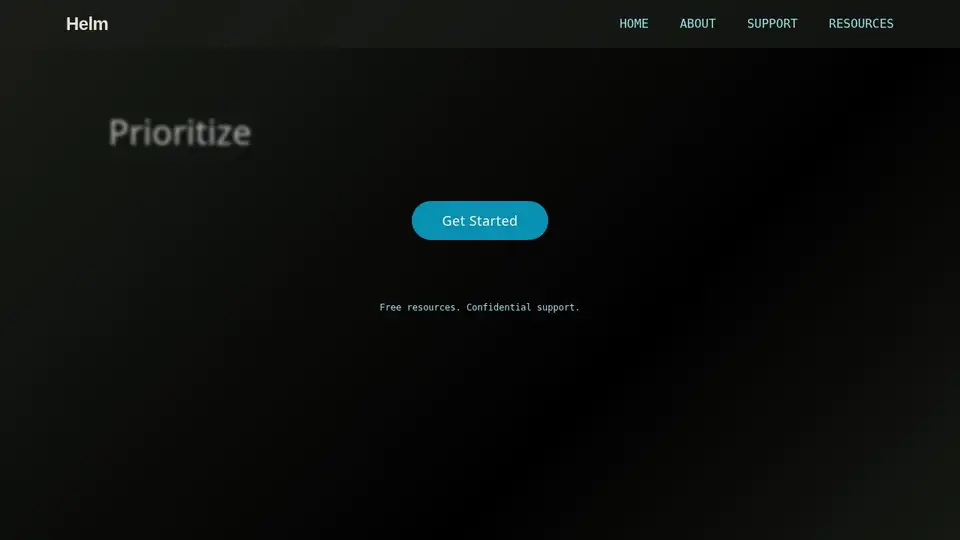 Helm
HOME ABOUT SUPPORT RESOURCES
Prioritize
Get Started
Free resources. Confidential support.